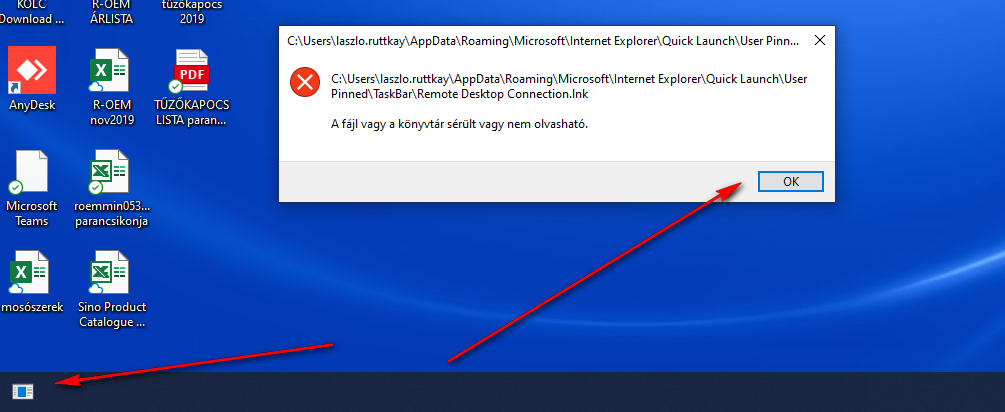 KÖLC
Download ...
R-OEM
ÁRLISTA
tűzőkapocs
2019
AnyDesk
R-OEM
nov2019
PDF
TŰZŐKAPOCS
LISTA paran...
Microsoft
Teams
roemmin053...
parancsikonja
mosószerek
Sino Product
Catalogue ...
C:\Users\laszlo.ruttkay\AppData\Roaming\Microsoft\Internet Explorer\Quick Launch\User Pinn...
C:\Users\laszlo.ruttkay\AppData\Roaming\Microsoft\Internet Explorer\Quick Launch\User
Pinned\TaskBar\Remote Desktop Connection.lnk
A fájl vagy a könyvtár sérült vagy nem olvasható.
OK